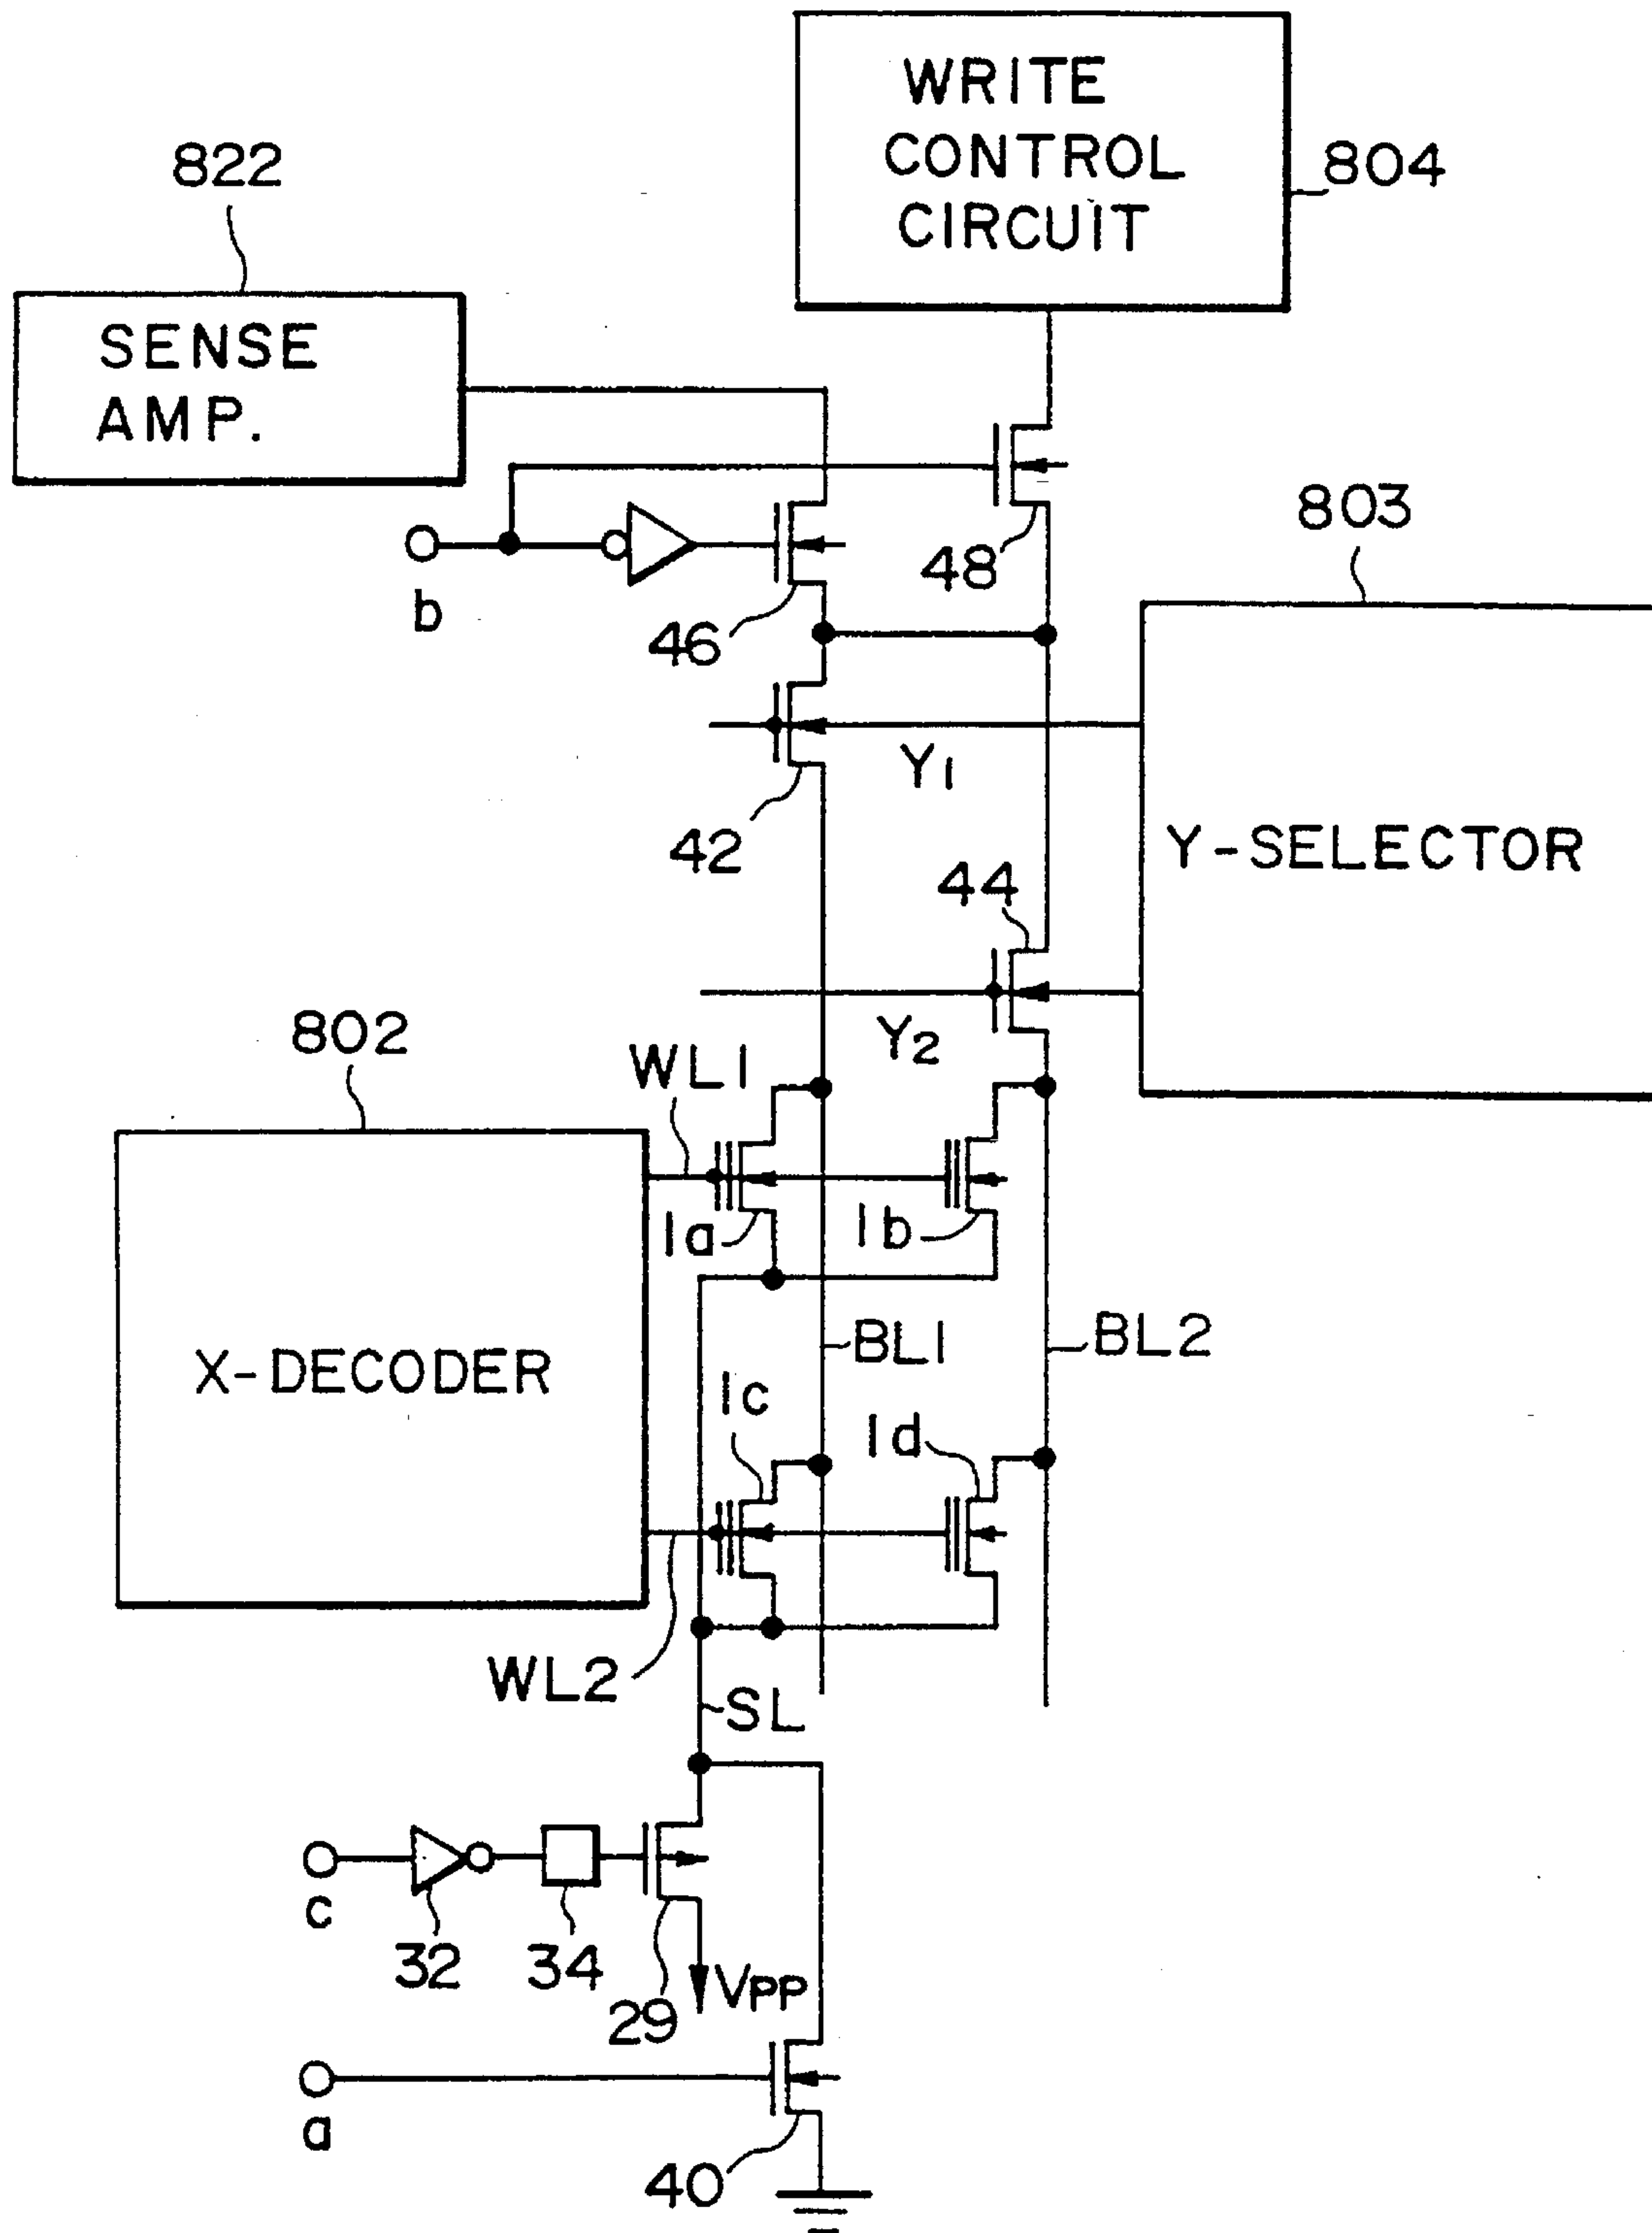 WRITE
CONTROL
CIRCUIT
804
822
SENSE
AMP.
803
48
b
46
Y1
42
Y-SELECTOR
44
802
Y2
WL1
1a
1b
BL1
BL2
X-DECODER
1c
1d
WL2
SL
c
32
34
29
VPP
a
40